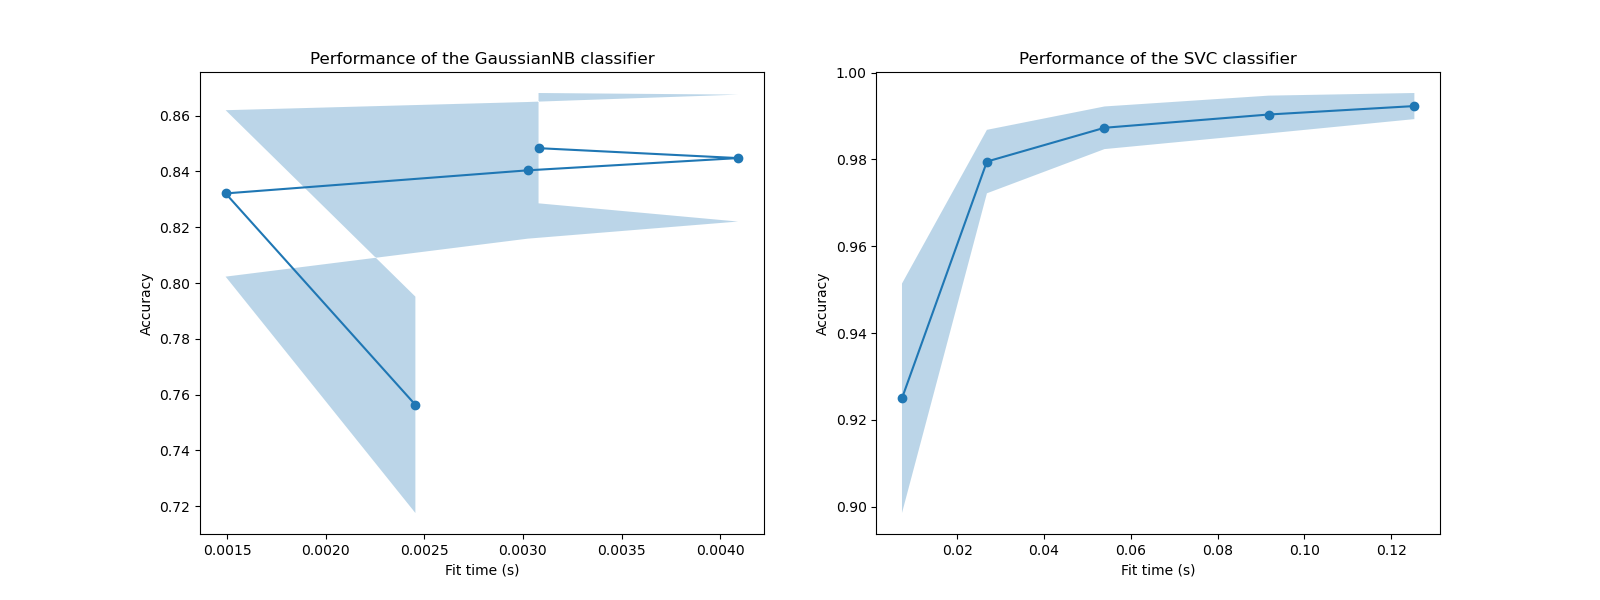 Performance of the GaussianNB classifier
0.86
0.84
0.82
0.80
0.78
0.76
0.74
0.72
Accuracy
0.0015 0.0020 0.0025 0.0030 0.0035 0.0040
Fit time (s)
Performance of the SVC classifier
1.00
0.98
0.96
0.94
0.92
0.90
Accuracy
0.02 0.04 0.06 0.08 0.10 0.12
Fit time (s)